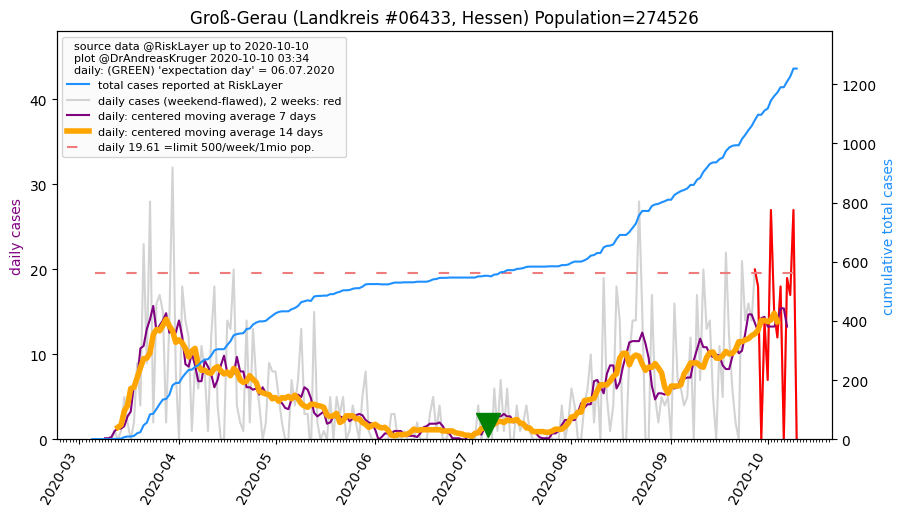 Groß-Gerau (Landkreis #06433, Hessen) Population=274526
source data @RiskLayer up to 2020-10-10
plot @DrAndreasKruger 2020-10-10 03:34
daily: (GREEN) 'expectation day' = 06.07.2020
total cases reported at RiskLayer
daily cases (weekend-flawed), 2 weeks: red
daily: centered moving average 7 days
daily: centered moving average 14 days
daily 19.61 =limit 500/week/1mio pop.
daily cases
40
30
20
10
0
cumulative total cases
1200
1000
800
600
400
200
0
2020-03
2020-04
2020-05
2020-06
2020-07
2020-08
2020-09
2020-10